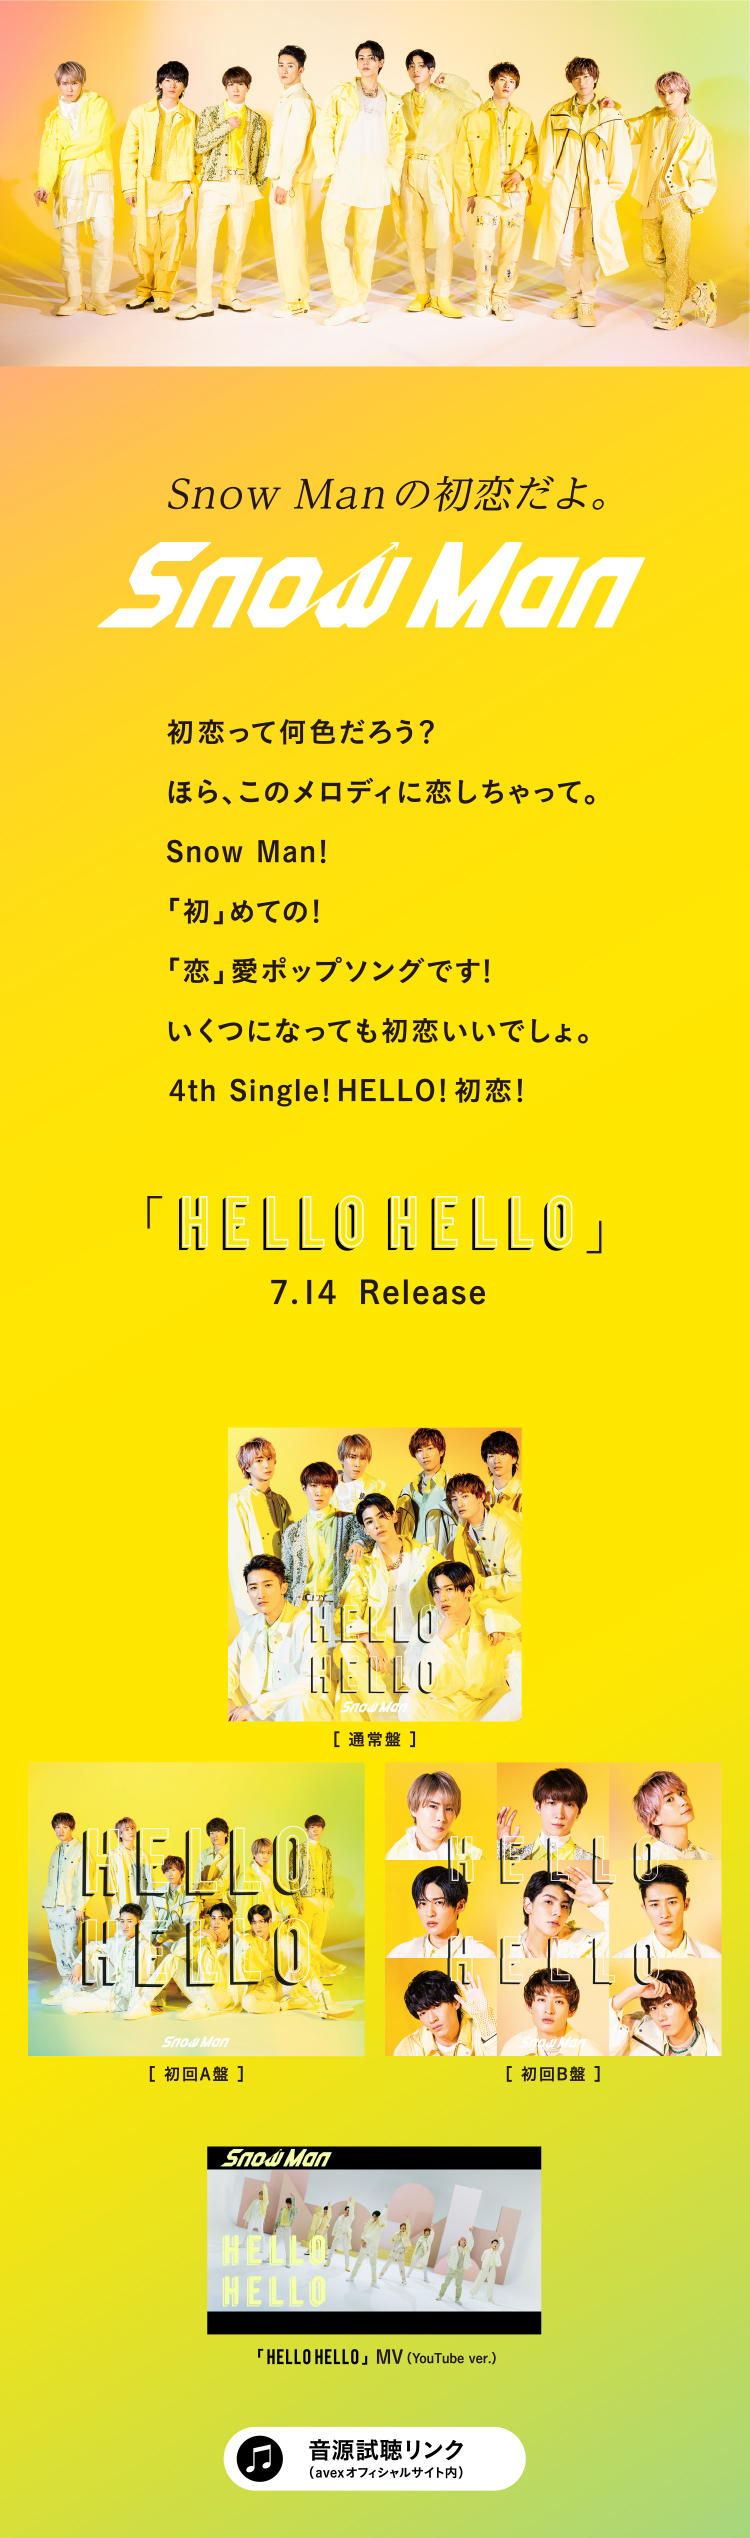 Snow Manの初恋だよ。
Snow Man
初恋って何色だろう？
ほら、このメロディに恋しちゃって。
Snow Man!
「初」めての！
「恋」愛ポップソングです！
いくつになっても初恋いいでしょ。
4th Single! HELLO! 初恋！
「HELLO HELLO」
7.14 Release
HELLO
HELLO
Snow Man
[ 通常盤 ]
HELLO
HELLO
Snow Man
[ 初回A盤 ]
HELLO
HELLO
Snow Man
[ 初回B盤 ]
Snow Man
HELLO
HELLO
「HELLO HELLO」 MV (YouTube ver.)
音源試聴リンク
（avexオフィシャルサイト内）